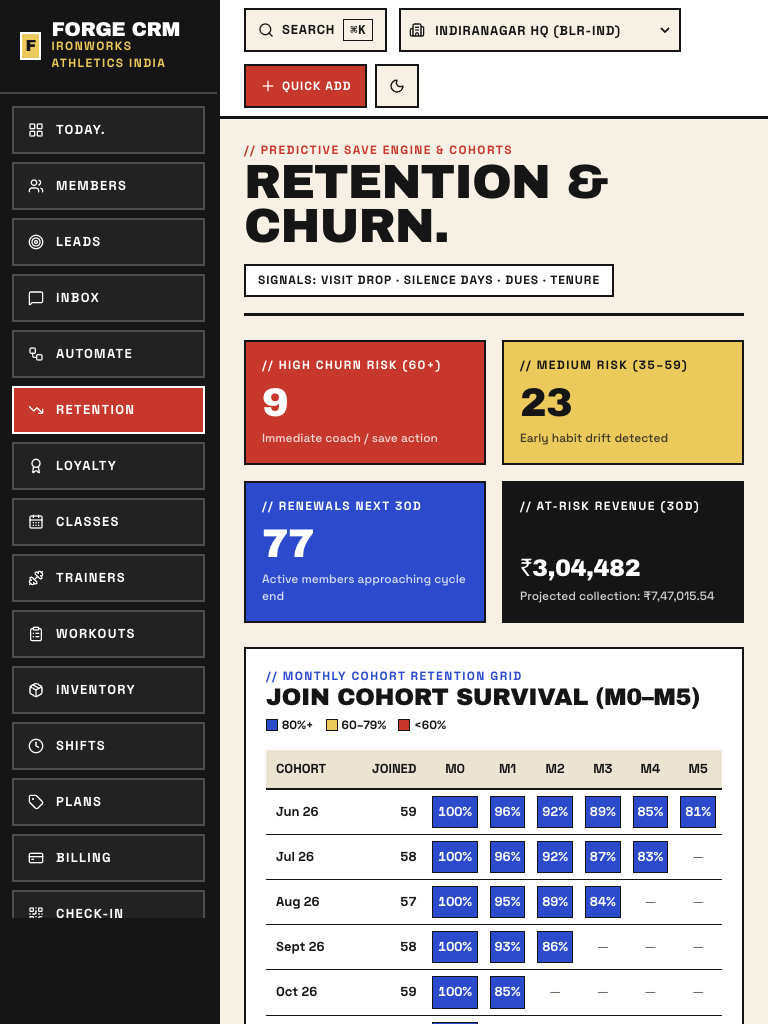 F
FORGE CRM
IRONWORKS
ATHLETICS INDIA
TODAY.
MEMBERS
LEADS
INBOX
AUTOMATE
RETENTION
LOYALTY
CLASSES
TRAINERS
WORKOUTS
INVENTORY
SHIFTS
PLANS
BILLING
CHECK-IN
SEARCH ⌘K
INDIRANAGAR HQ (BLR-IND)
QUICK ADD
// PREDICTIVE SAVE ENGINE & COHORTS
RETENTION &
CHURN.
SIGNALS: VISIT DROP · SILENCE DAYS · DUES · TENURE
// HIGH CHURN RISK (60+)
9
Immediate coach / save action
// MEDIUM RISK (35–59)
23
Early habit drift detected
// RENEWALS NEXT 30D
77
Active members approaching cycle
end
// AT-RISK REVENUE (30D)
₹3,04,482
Projected collection: ₹7,47,015.54
// MONTHLY COHORT RETENTION GRID
JOIN COHORT SURVIVAL (M0–M5)
80%+ 60–79% <60%
COHORT JOINED M0 M1 M2 M3 M4 M5
Jun 26 59 100% 96% 92% 89% 85% 81%
Jul 26 58 100% 96% 92% 87% 83% —
Aug 26 57 100% 95% 89% 84% — —
Sept 26 58 100% 93% 86% — — —
Oct 26 59 100% 85% — — — —